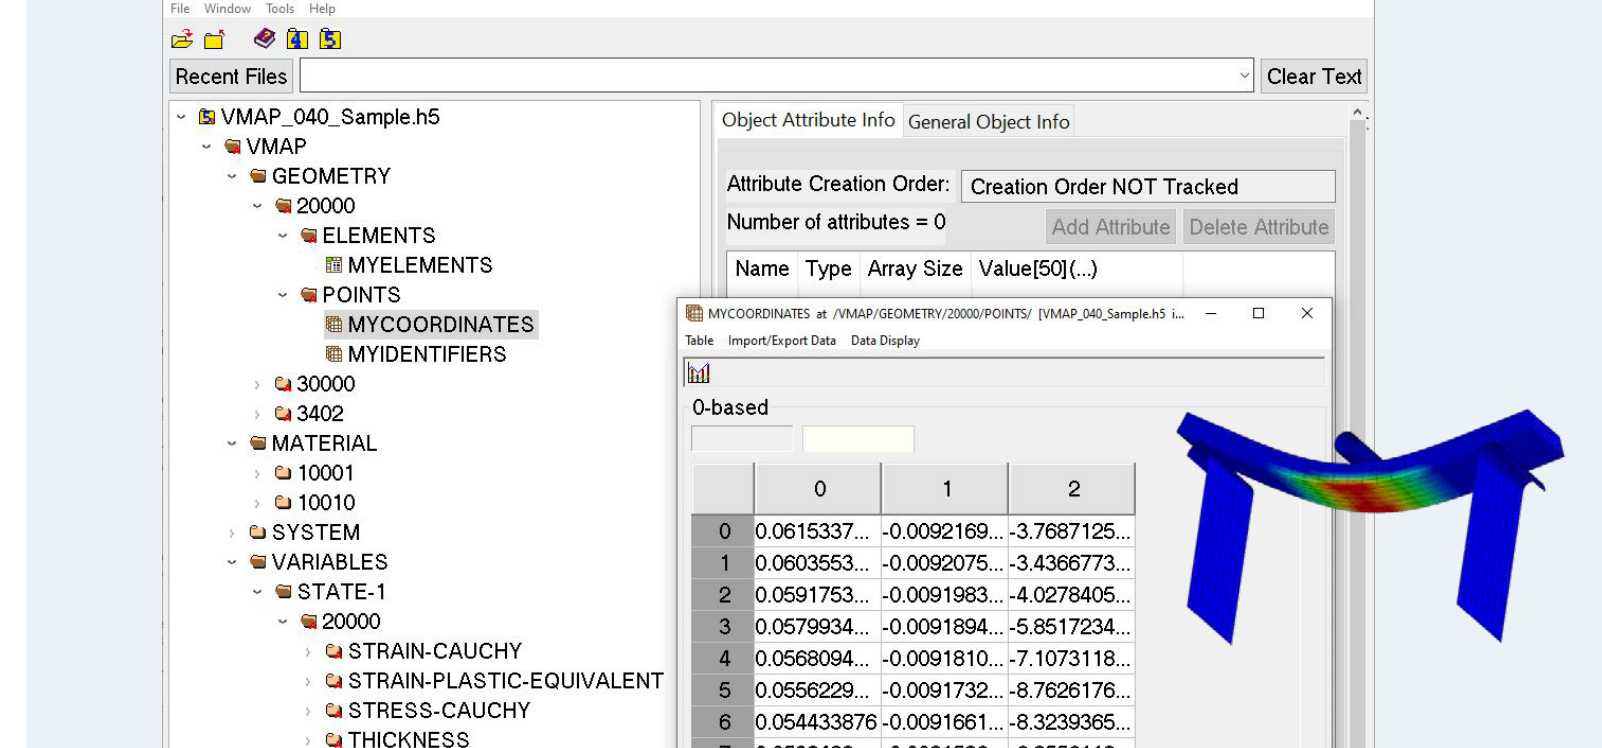 File Window Tools Help
Recent Files
Clear Text
VMAP_040_Sample.h5
VMAP
GEOMETRY
20000
ELEMENTS
MYELEMENTS
POINTS
MYCOORDINATES
MYIDENTIFIERS
30000
3402
MATERIAL
10001
10010
SYSTEM
VARIABLES
STATE-1
20000
STRAIN-CAUCHY
STRAIN-PLASTIC-EQUIVALENT
STRESS-CAUCHY
THICKNESS
Object Attribute Info General Object Info
Attribute Creation Order: Creation Order NOT Tracked
Number of attributes = 0 Add Attribute Delete Attribute
Name Type Array Size Value[50](...)
MYCOORDINATES at /VMAP/GEOMETRY/20000/POINTS/ [VMAP_040_Sample.h5 i...
Table Import/Export Data Data Display
0-based
0 1 2
0 0.0615337... -0.0092169... -3.7687125...
1 0.0603553... -0.0092075... -3.4366773...
2 0.0591753... -0.0091983... -4.0278405...
3 0.0579934... -0.0091894... -5.8517234...
4 0.0568094... -0.0091810... -7.1073118...
5 0.0556229... -0.0091732... -8.7626176...
6 0.054433876 -0.0091661... -8.3239365...